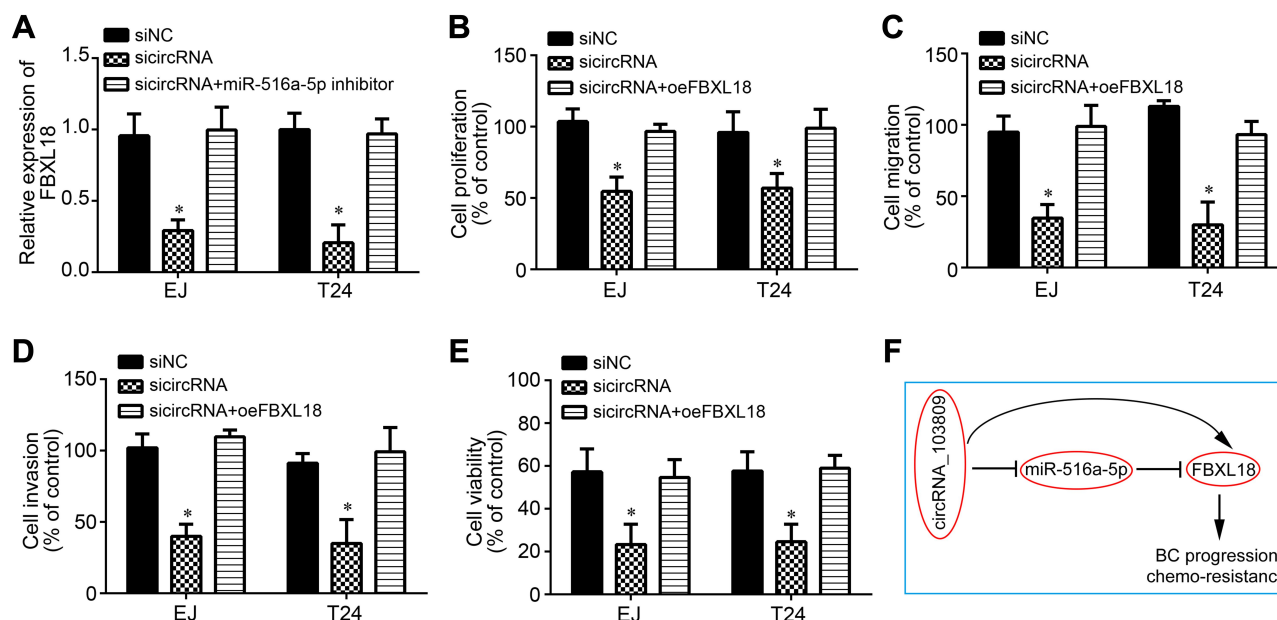 A
siNC
sicircRNA
sicircRNA+miR-516a-5p inhibitor
Relative expression of
FBXL18
1.5
1.0
0.5
0.0
*
*
EJ
T24
B
siNC
sicircRNA
sicircRNA+oeFBXL18
Cell proliferation
(% of control)
150
100
50
0
*
*
EJ
T24
C
siNC
sicircRNA
sicircRNA+oeFBXL18
Cell migration
(% of control)
150
100
50
0
*
*
EJ
T24
D
siNC
sicircRNA
sicircRNA+oeFBXL18
Cell invasion
(% of control)
150
100
50
0
*
*
EJ
T24
E
siNC
sicircRNA
sicircRNA+oeFBXL18
Cell viability
(% of control)
100
80
60
40
20
0
*
*
EJ
T24
F
circRNA_103809
miR-516a-5p
FBXL18
BC progression
chemo-resistanc